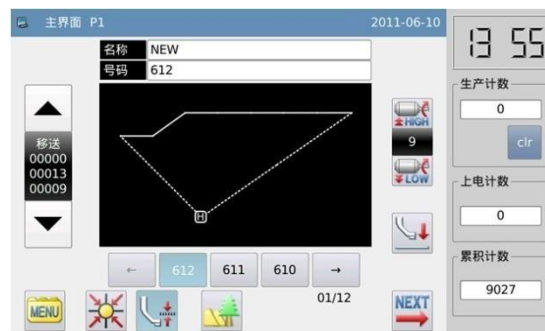 主界面 P1
2011-06-10
13 55
名称 NEW
号码 612
移送
00000
00013
00009
H
HIGH
9
LOW
生产计数
0
clr
上电计数
0
累积计数
9027
← 612 611 610 →
01/12
MENU
NEXT